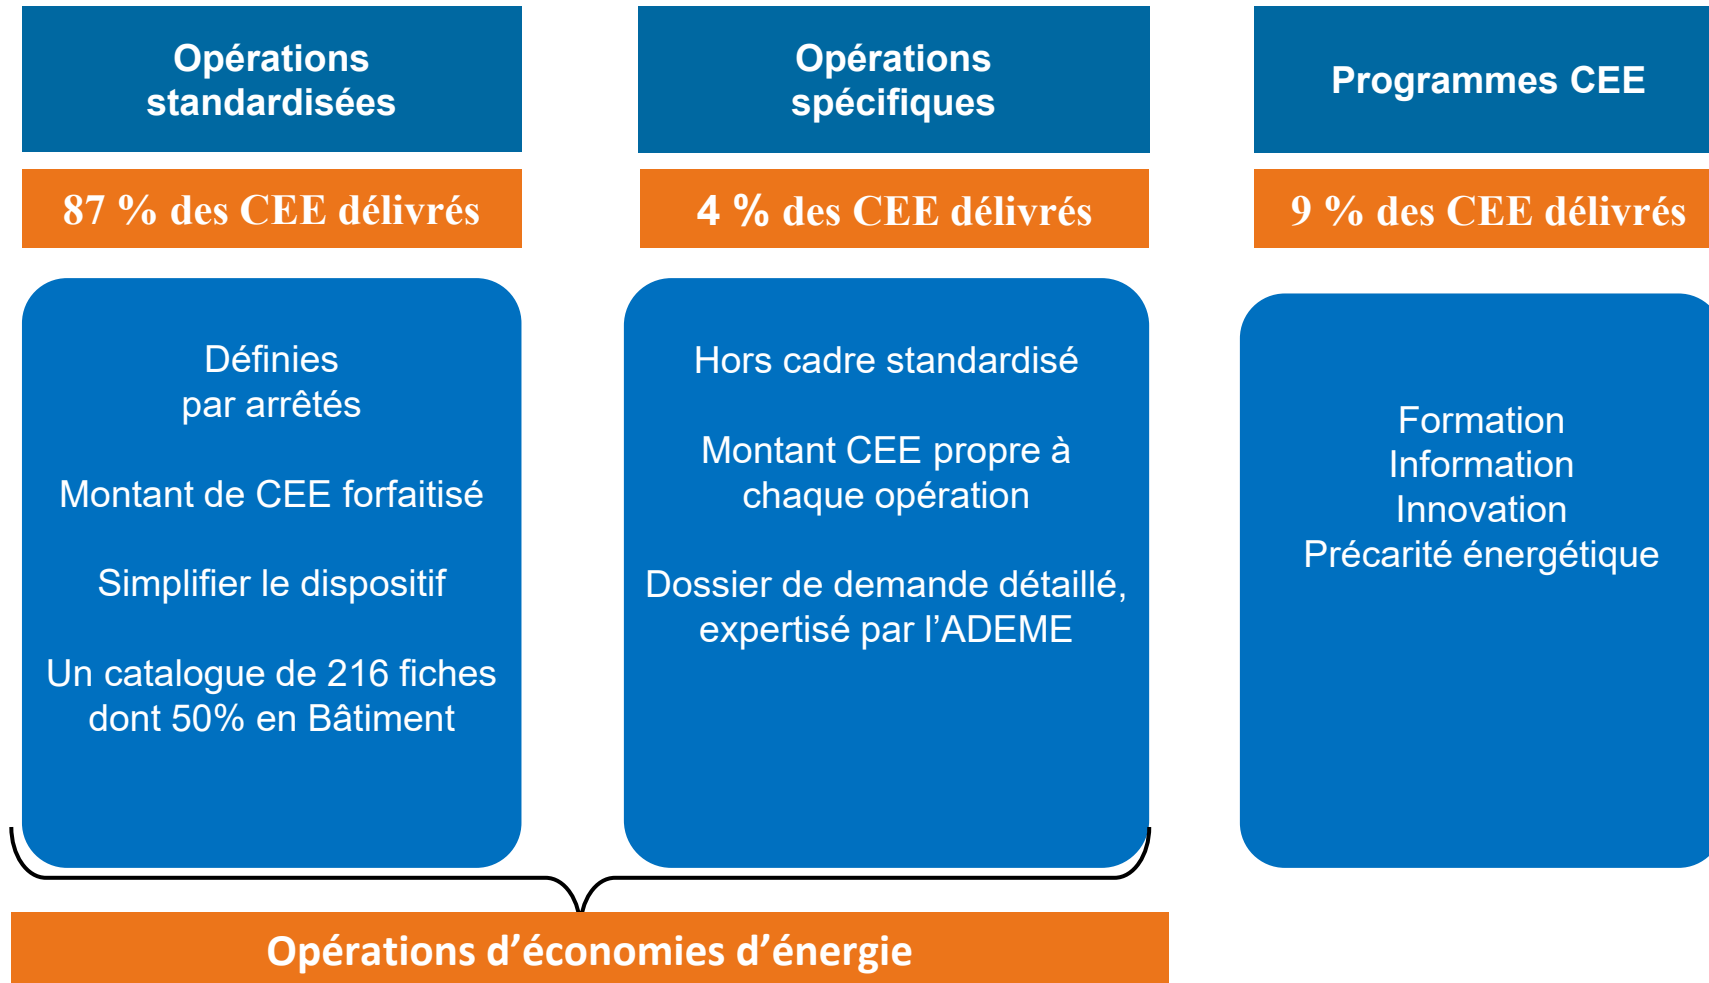 Opérations
standardisées
87 % des CEE délivrés
Définies
par arrêtés
Montant de CEE forfaitisé
Simplifier le dispositif
Un catalogue de 216 fiches
dont 50% en Bâtiment
Opérations
spécifiques
4 % des CEE délivrés
Hors cadre standardisé
Montant CEE propre à
chaque opération
Dossier de demande détaillé,
expertisé par l’ADEME
Programmes CEE
9 % des CEE délivrés
Formation
Information
Innovation
Précarité énergétique
Opérations d’économies d’énergie